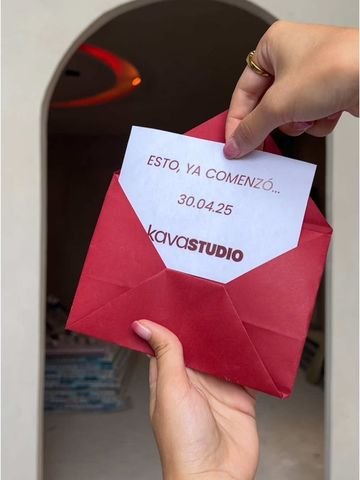 ESTO, YA COMENZÓ...
30.04.25
kavaSTUDIO